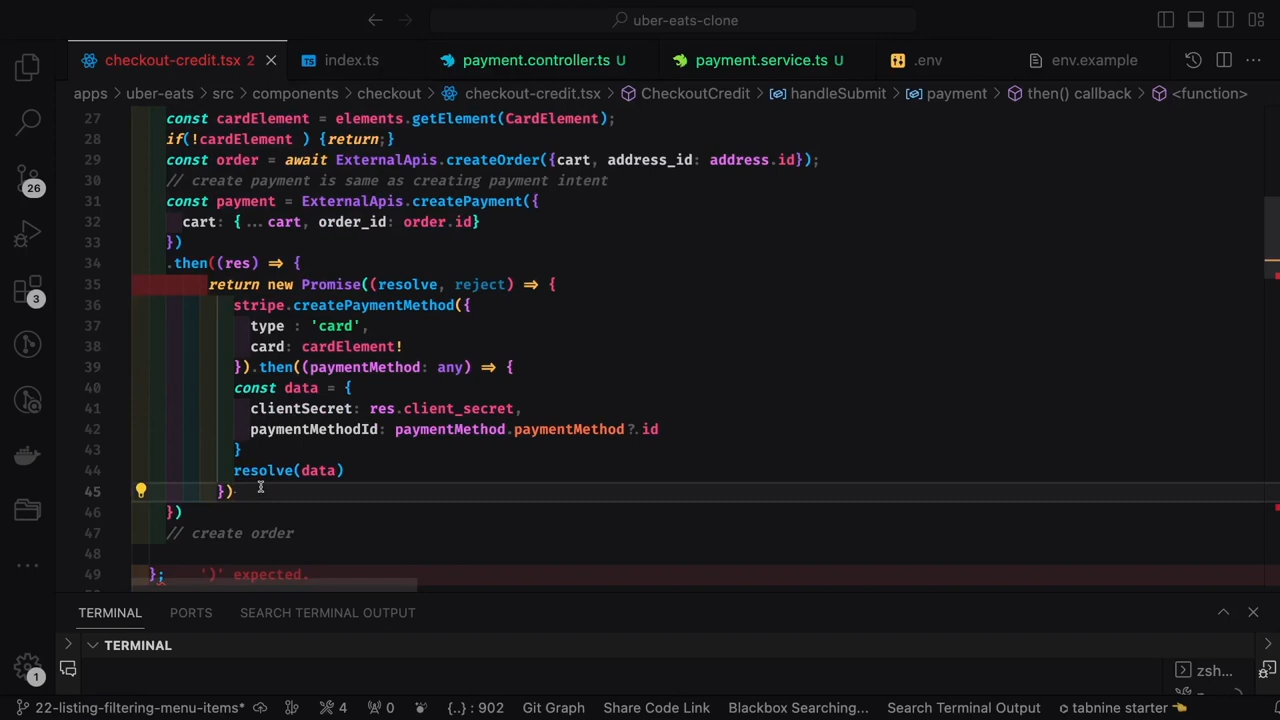 uber-eats-clone
checkout-credit.tsx 2
index.ts
payment.controller.ts U
payment.service.ts U
.env
env.example
apps > uber-eats > src > components > checkout > checkout-credit.tsx > CheckoutCredit > handleSubmit > payment > then() callback > <function>
27 const cardElement = elements.getElement(CardElement);
28 if(!cardElement ) {return;}
29 const order = await ExternalApis.createOrder({cart, address_id: address.id});
30 // create payment is same as creating payment intent
31 const payment = ExternalApis.createPayment({
32 cart: {...cart, order_id: order.id}
33 })
34 .then((res) => {
35 return new Promise((resolve, reject) => {
36 stripe.createPaymentMethod({
37 type : 'card',
38 card: cardElement!
39 }).then((paymentMethod: any) => {
40 const data = {
41 clientSecret: res.client_secret,
42 paymentMethodId: paymentMethod.paymentMethod?.id
43 }
44 resolve(data)
45 })
46 })
47 // create order
48
49 }; ')' expected.
26
3
1
TERMINAL
PORTS
SEARCH TERMINAL OUTPUT
TERMINAL
zsh...
22-listing-filtering-menu-items*
4
0
{..} : 902
Git Graph
Share Code Link
Blackbox Searching...
Search Terminal Output
tabnine starter